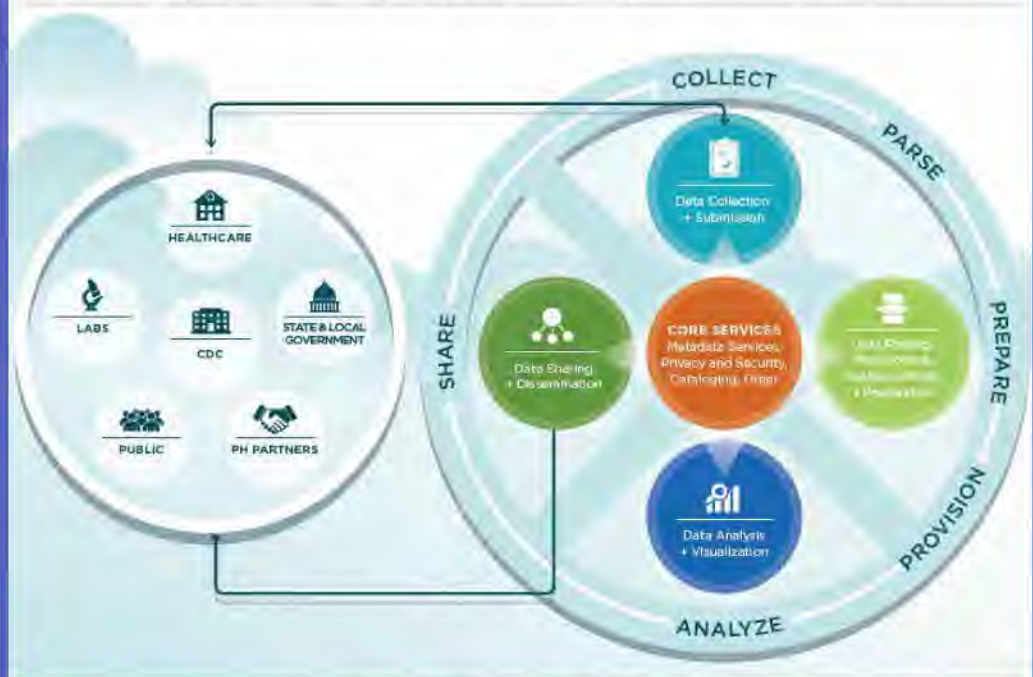 COLLECT
PARSE
PREPARE
PROVISION
ANALYZE
SHARE
HEALTHCARE
LABS
CDC
STATE & LOCAL
GOVERNMENT
PUBLIC
PH PARTNERS
Data Collection
+ Submission
Data Sharing
+ Dissemination
CORE SERVICES
Metadata Services,
Privacy and Security,
Cataloging, Other
Data Analysis
+ Visualization